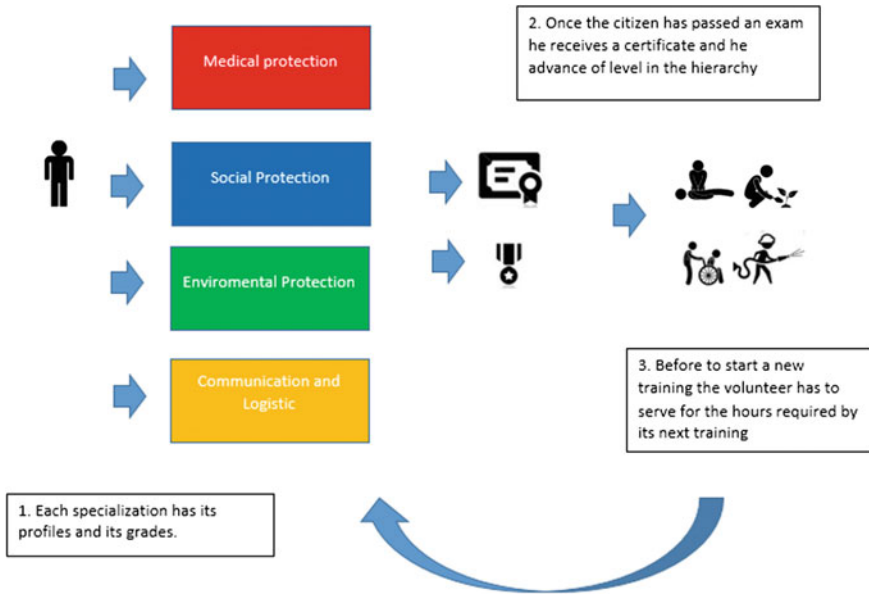 Medical protection
2. Once the citizen has passed an exam
he receives a certificate and he
advance of level in the hierarchy
Social Protection
Enviromental Protection
Communication and
Logistic
3. Before to start a new
training the volunteer has to
serve for the hours required by
its next training
1. Each specialization has its
profiles and its grades.